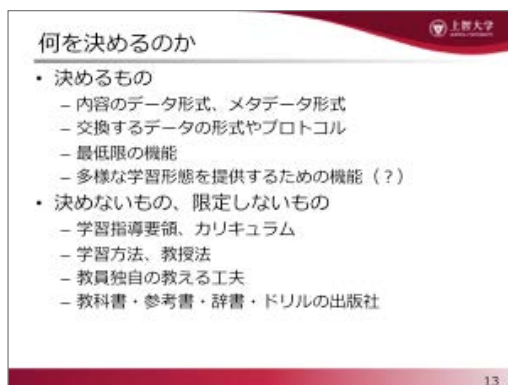 上智大学
何を決めるのか
• 決めるもの
– 内容のデータ形式、メタデータ形式
– 交換するデータの形式やプロトコル
– 最低限の機能
– 多様な学習形態を提供するための機能（？）
• 決めないもの、限定しないもの
– 学習指導要領、カリキュラム
– 学習方法、教授法
– 教員独自の教える工夫
– 教科書・参考書・辞書・ドリルの出版社
13